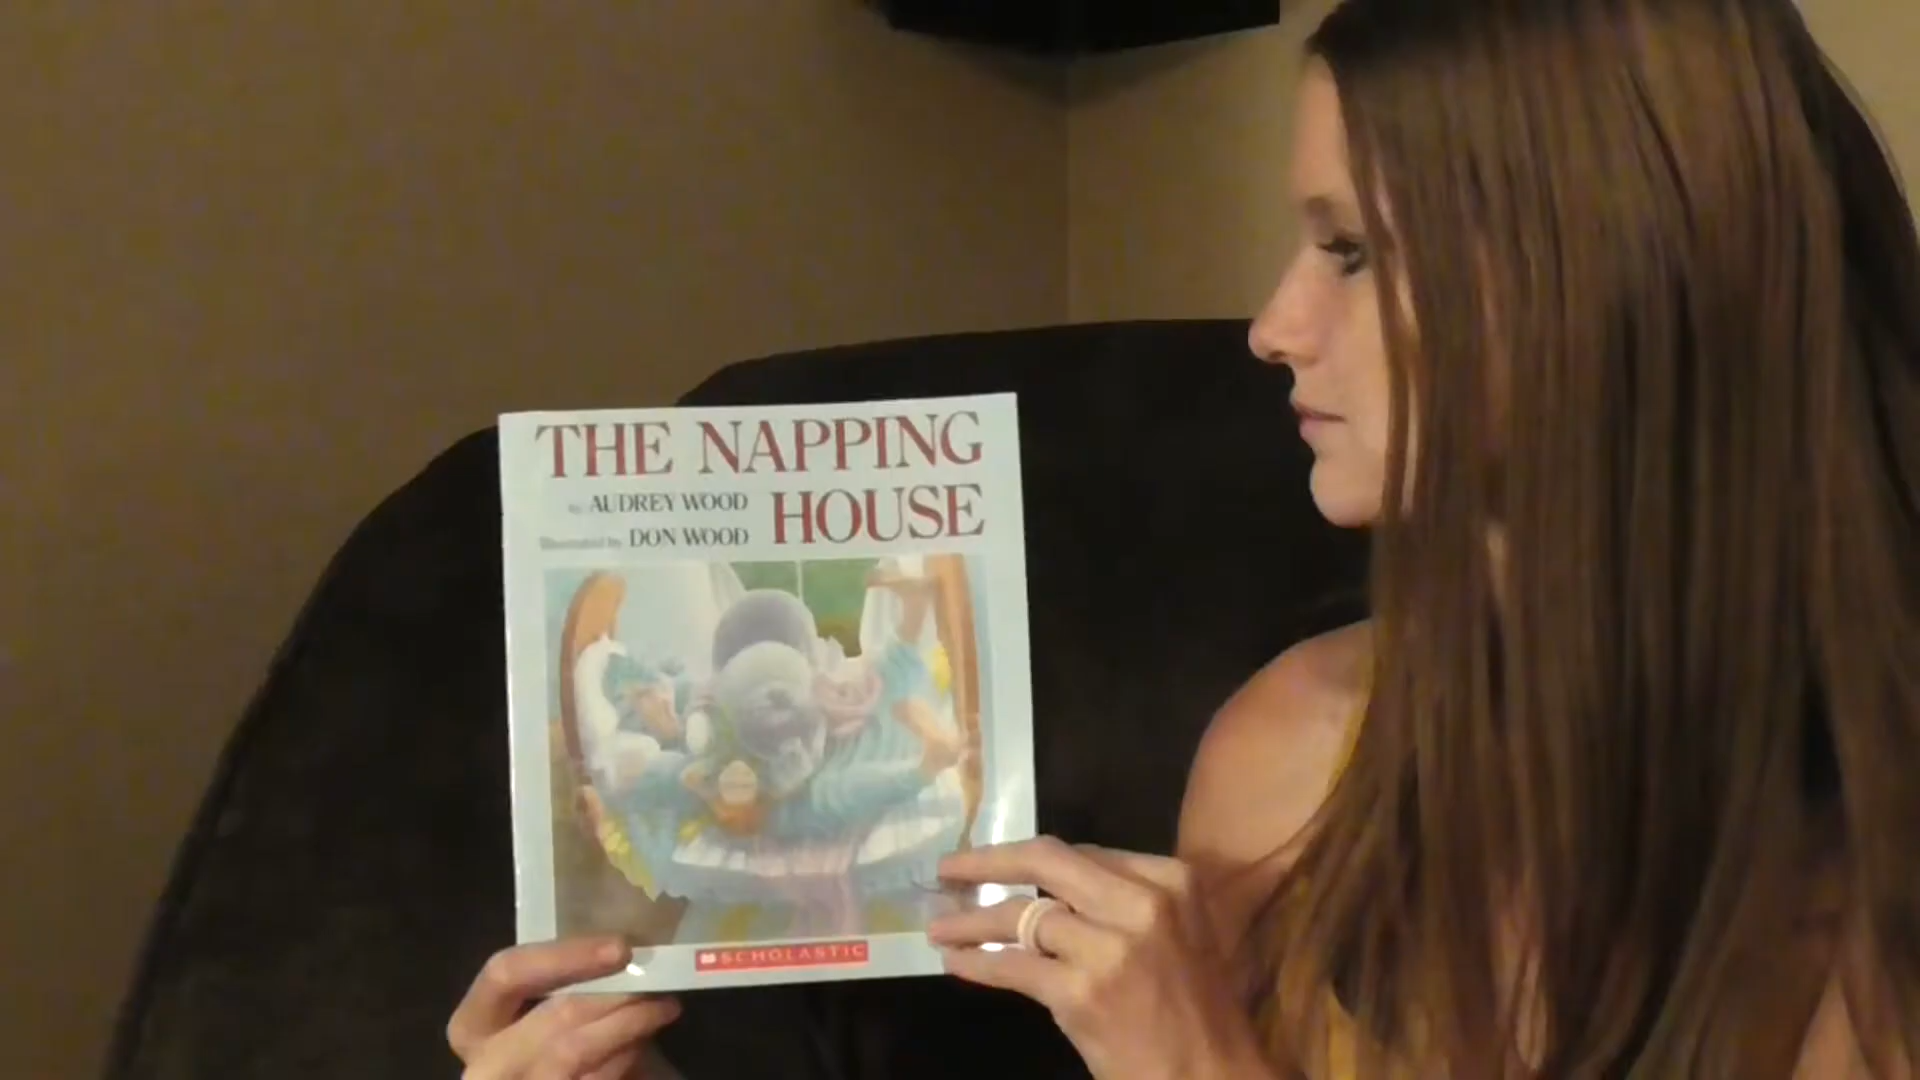 THE NAPPING
HOUSE
by AUDREY WOOD
Illustrated by DON WOOD
SCHOLASTIC